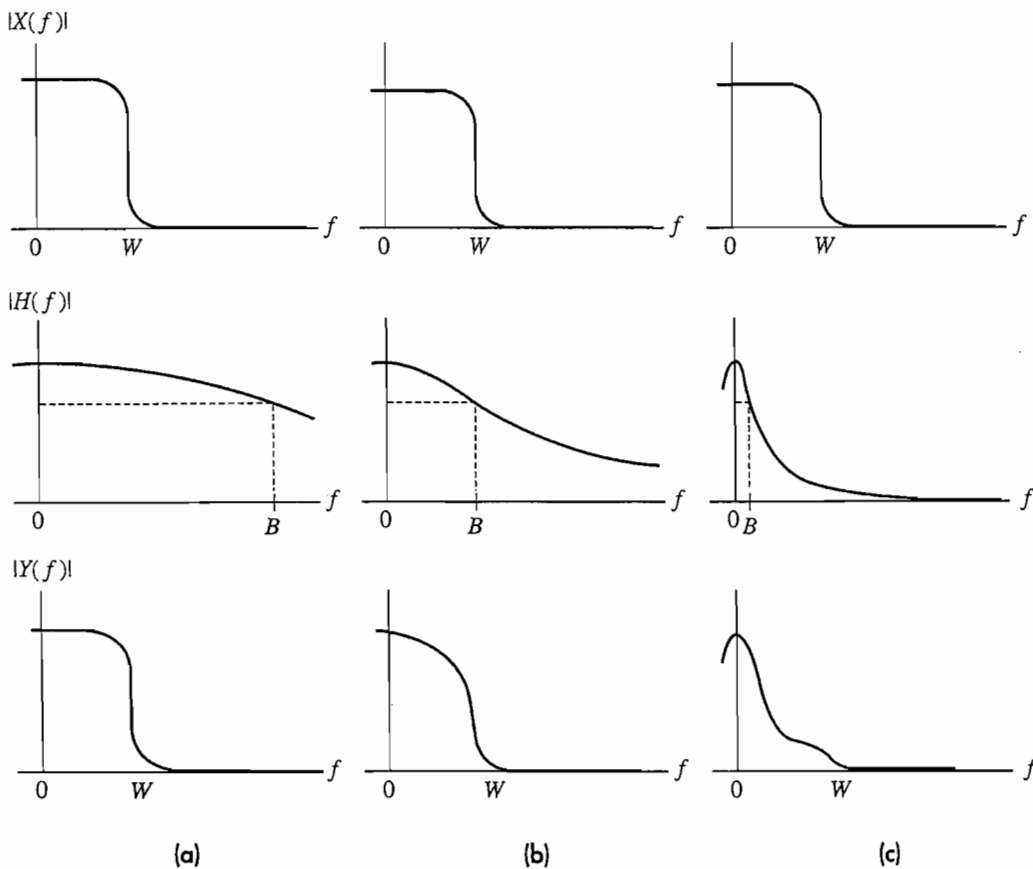 |X(f)|
f f f
0 W 0 W 0 W
|H(f)|
f f f
0 B 0 B 0 B
|Y(f)|
f f f
0 W 0 W 0 W
(a) (b) (c)